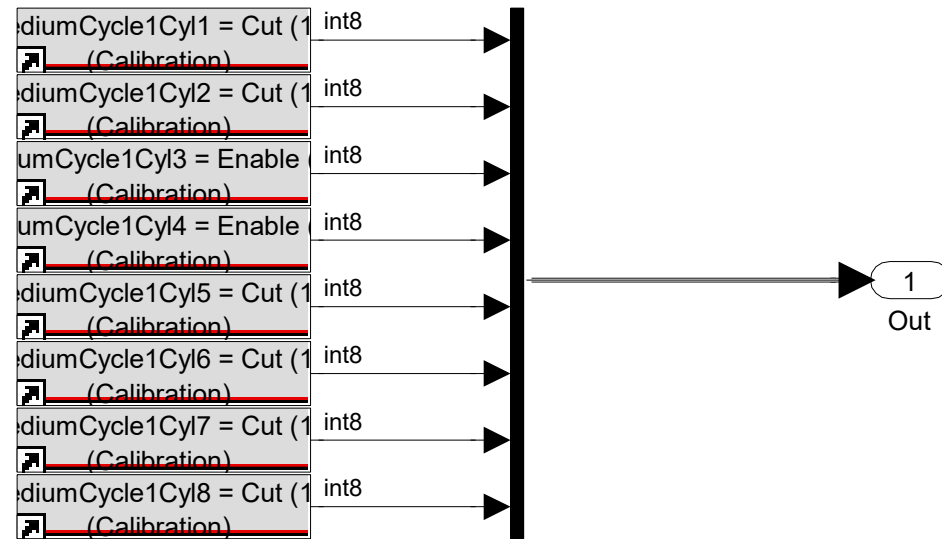 ediumCycle1Cyl1 = Cut (1
(Calibration)
int8
ediumCycle1Cyl2 = Cut (1
(Calibration)
int8
umCycle1Cyl3 = Enable (
(Calibration)
int8
umCycle1Cyl4 = Enable (
(Calibration)
int8
ediumCycle1Cyl5 = Cut (1
(Calibration)
int8
ediumCycle1Cyl6 = Cut (1
(Calibration)
int8
ediumCycle1Cyl7 = Cut (1
(Calibration)
int8
ediumCycle1Cyl8 = Cut (1
(Calibration)
int8
1
Out